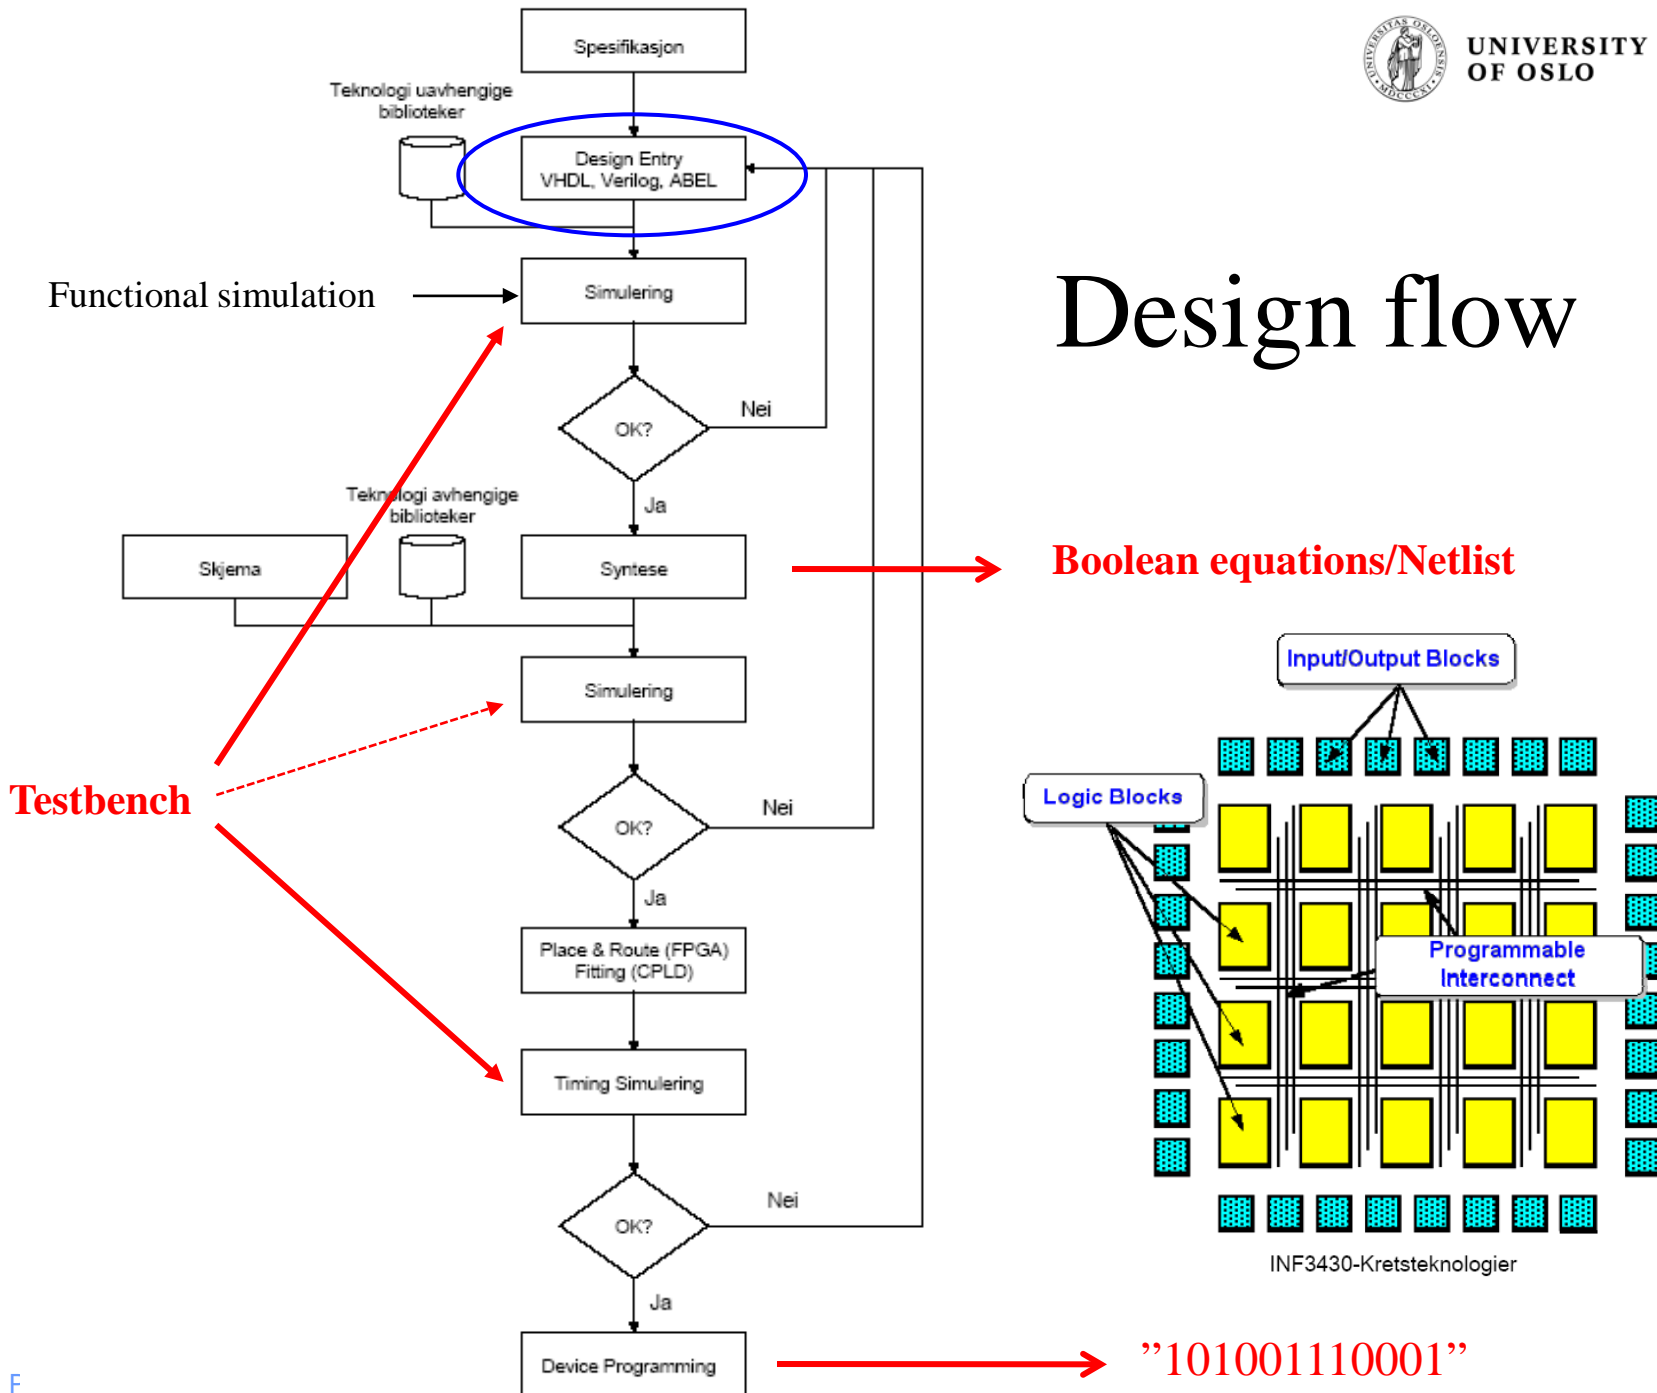 UNIVERSITY
OF OSLO
Spesifikasjon
Teknologi uavhengige
biblioteker
Design Entry
VHDL, Verilog, ABEL
Functional simulation
Simulering
Design flow
OK?
Nei
Ja
Teknologi avhengige
biblioteker
Skjema
Syntese
Boolean equations/Netlist
Simulering
Testbench
OK?
Nei
Ja
Place & Route (FPGA)
Fitting (CPLD)
Timing Simulering
OK?
Nei
Ja
Device Programming
Input/Output Blocks
Logic Blocks
Programmable
Interconnect
INF3430-Kretsteknologier
”101001110001”